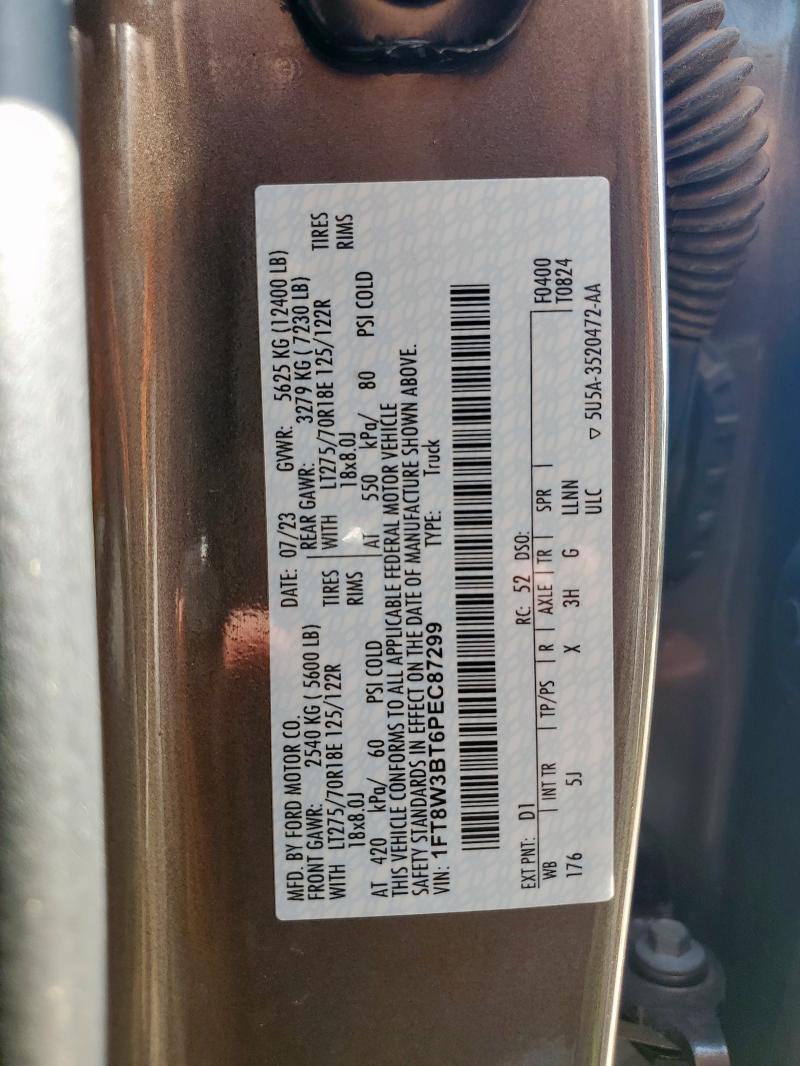 MFD. BY FORD MOTOR CO. DATE: 07/23 GVWR: 5625 KG (12400 LB)
FRONT GAWR: 2540 KG ( 5600 LB) REAR GAWR: 3279 KG ( 7230 LB)
WITH LT275/70R18E 125/122R TIRES WITH LT275/70R18E 125/122R TIRES
18x8.0J RIMS 18x8.0J RIMS
AT 420 kPa/ 60 PSI COLD AT 550 kPa/ 80 PSI COLD
THIS VEHICLE CONFORMS TO ALL APPLICABLE FEDERAL MOTOR VEHICLE
SAFETY STANDARDS IN EFFECT ON THE DATE OF MANUFACTURE SHOWN ABOVE.
VIN: 1FT8W3BT6PEC87299 TYPE: Truck
EXT PNT: D1 RC: 52 DSO:
WB INT TR TP/PS R AXLE TR SPR F0400
176 5J X 3H G LLNN T0824
ULC
▽ 5U5A-3520472-AA